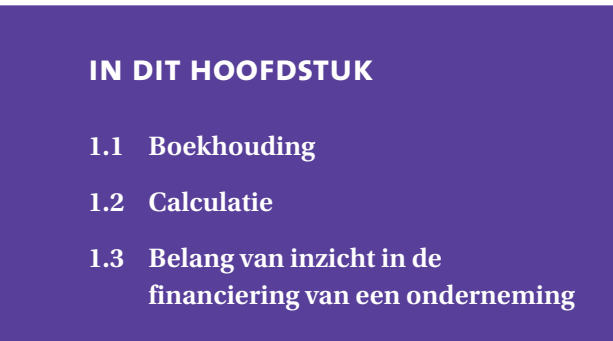 IN DIT HOOFDSTUK
1.1 Boekhouding
1.2 Calculatie
1.3 Belang van inzicht in de
financiering van een onderneming